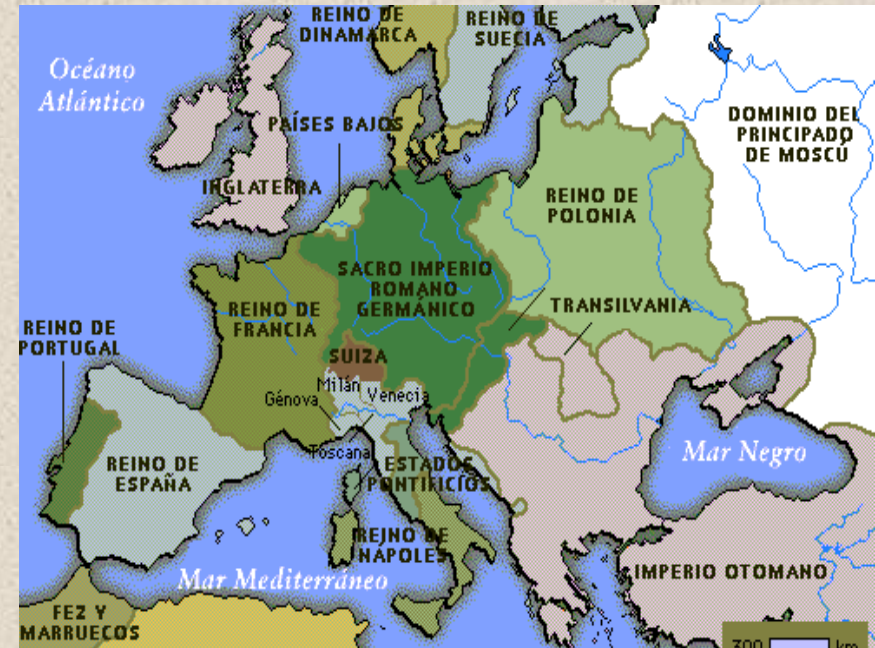 REINO DE
DINAMARCA
REINO DE
SUECIA
Océano
Atlántico
DOMINIO DEL
PRINCIPADO
DE MOSCÚ
PAÍSES BAJOS
INGLATERRA
REINO DE
POLONIA
SACRO IMPERIO
ROMANO
GERMÁNICO
TRANSILVANIA
REINO DE
FRANCIA
REINO DE
PORTUGAL
SUIZA
Milán
Venecia
Génova
Toscana
Mar Negro
REINO DE
ESPAÑA
ESTADOS
PONTIFICIOS
REINO DE
NÁPOLES
Mar Mediterráneo
IMPERIO OTOMANO
FEZ Y
MARRUECOS
300 km